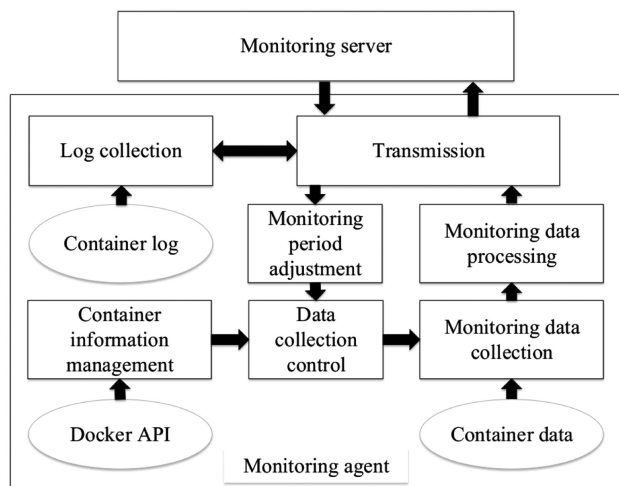 Monitoring server
Log collection
Transmission
Container log
Monitoring
period
adjustment
Monitoring data
processing
Container
information
management
Data
collection
control
Monitoring data
collection
Docker API
Container data
Monitoring agent